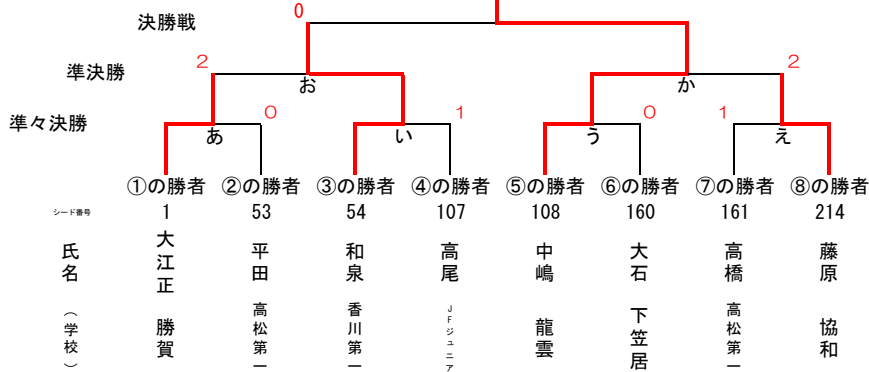 0
決勝戦
2
2
準決勝
お
か
0
1
0
1
準々決勝
あ
い
う
え
①の勝者 ②の勝者 ③の勝者 ④の勝者 ⑤の勝者 ⑥の勝者 ⑦の勝者 ⑧の勝者
シード番号 1 53 54 107 108 160 161 214
氏名 大江正 平田 和泉 高尾 中嶋 大石 高橋 藤原
(学校) 勝賀 高松第一 香川第一 JFジュニア 龍雲 下笠居 高松第一 協和